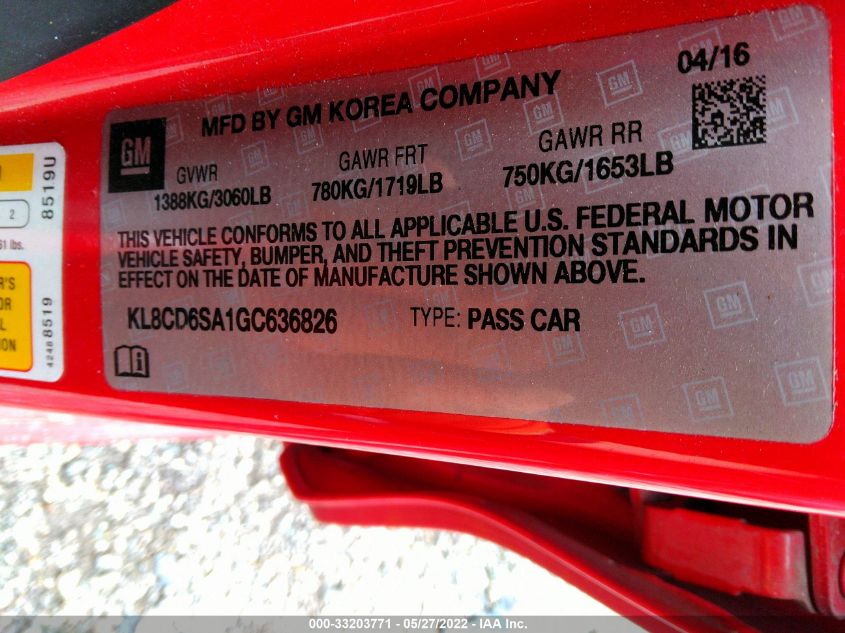 04/16
MFD BY GM KOREA COMPANY
GM
GVWR
GAWR FRT
GAWR RR
1388KG/3060LB
780KG/1719LB
750KG/1653LB
THIS VEHICLE CONFORMS TO ALL APPLICABLE U.S. FEDERAL MOTOR
VEHICLE SAFETY, BUMPER, AND THEFT PREVENTION STANDARDS IN
EFFECT ON THE DATE OF MANUFACTURE SHOWN ABOVE.
KL8CD6SA1GC636826
TYPE: PASS CAR
8519U
2
lbs.
42488519
000-33203771 — 05/27/2022 — IAA Inc.